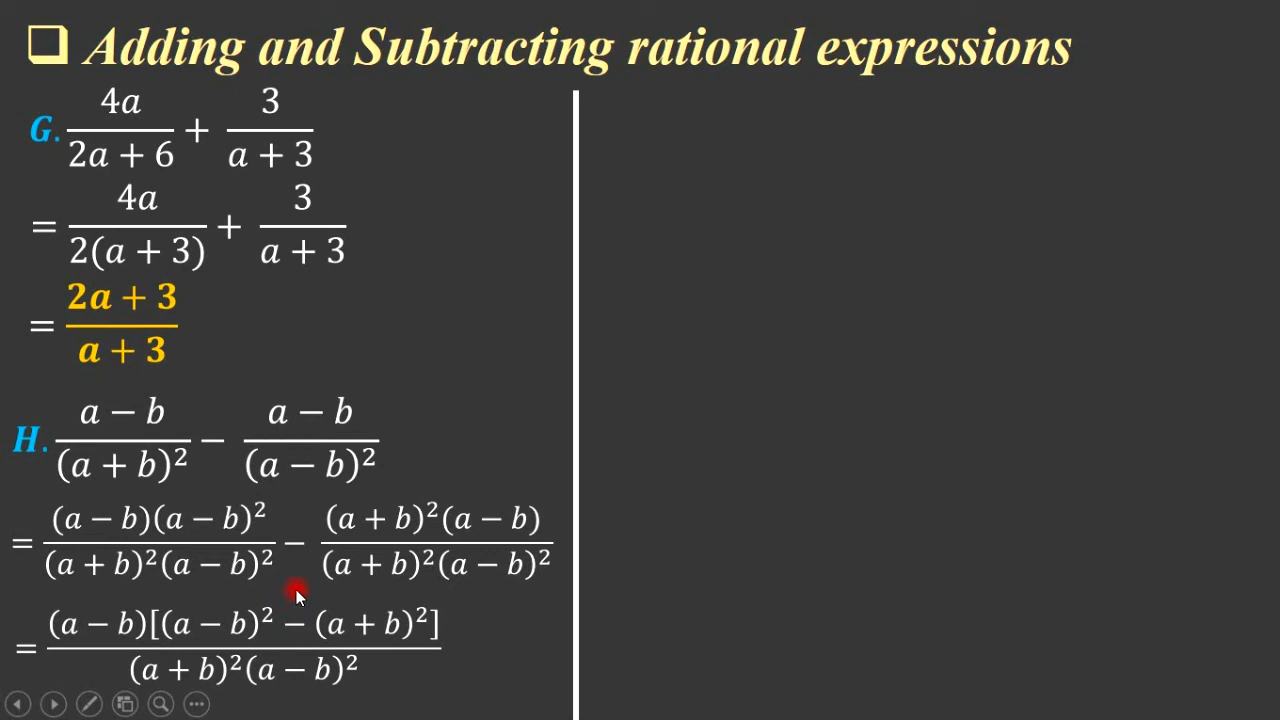 ❑ Adding and Subtracting rational expressions
G. 4a/(2a + 6) + 3/(a + 3)
= 4a/(2(a + 3)) + 3/(a + 3)
= (2a + 3)/(a + 3)
H. (a − b)/(a + b)² − (a − b)/(a − b)²
= (a − b)(a − b)²/((a + b)²(a − b)²) − (a + b)²(a − b)/((a + b)²(a − b)²)
= (a − b)[(a − b)² − (a + b)²]/((a + b)²(a − b)²)